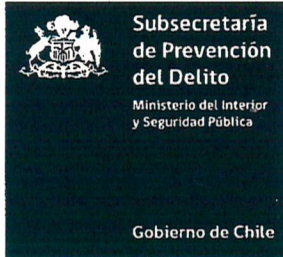 Subsecretaría
de Prevención
del Delito
Ministerio del Interior
y Seguridad Pública
Gobierno de Chile